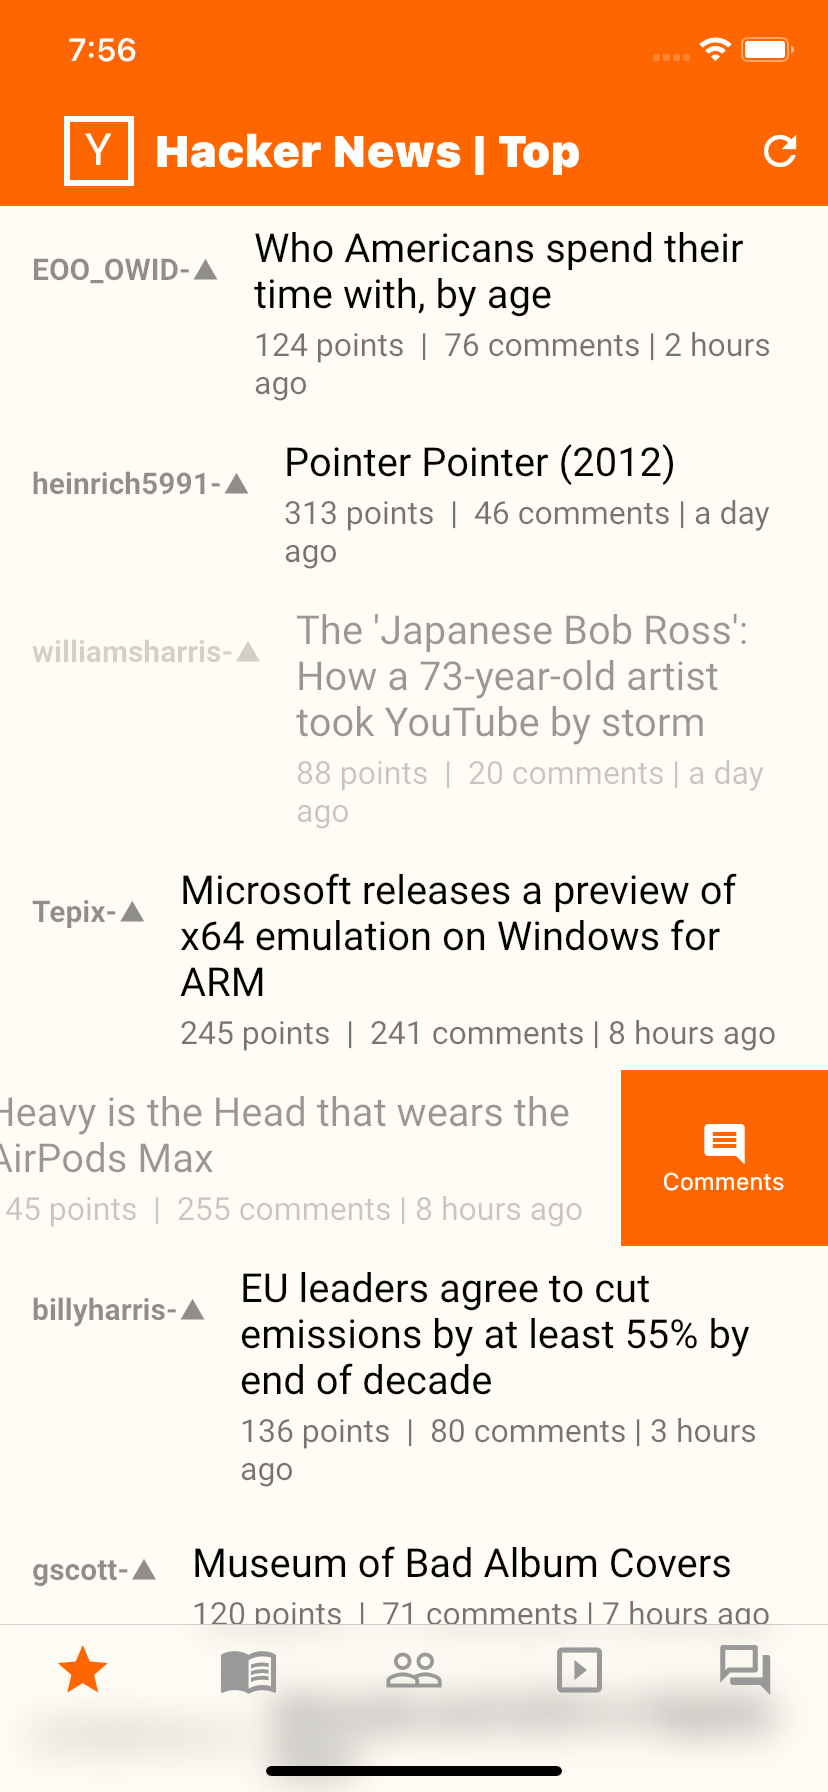 7:56
Y Hacker News | Top
EOO_OWID-▲
Who Americans spend their
time with, by age
124 points | 76 comments | 2 hours
ago
heinrich5991-▲
Pointer Pointer (2012)
313 points | 46 comments | a day
ago
williamsharris-▲
The 'Japanese Bob Ross':
How a 73-year-old artist
took YouTube by storm
88 points | 20 comments | a day
ago
Tepix-▲
Microsoft releases a preview of
x64 emulation on Windows for
ARM
245 points | 241 comments | 8 hours ago
Heavy is the Head that wears the
AirPods Max
45 points | 255 comments | 8 hours ago
Comments
billyharris-▲
EU leaders agree to cut
emissions by at least 55% by
end of decade
136 points | 80 comments | 3 hours
ago
gscott-▲
Museum of Bad Album Covers
120 points | 71 comments | 7 hours ago